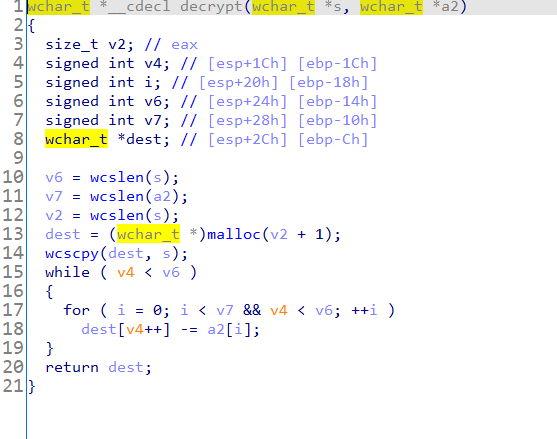 1 wchar_t *__cdecl decrypt(wchar_t *s, wchar_t *a2)
2 {
3   size_t v2; // eax
4   signed int v4; // [esp+1Ch] [ebp-1Ch]
5   signed int i; // [esp+20h] [ebp-18h]
6   signed int v6; // [esp+24h] [ebp-14h]
7   signed int v7; // [esp+28h] [ebp-10h]
8   wchar_t *dest; // [esp+2Ch] [ebp-Ch]
9
10   v6 = wcslen(s);
11   v7 = wcslen(a2);
12   v2 = wcslen(s);
13   dest = (wchar_t *)malloc(v2 + 1);
14   wcscpy(dest, s);
15   while ( v4 < v6 )
16   {
17     for ( i = 0; i < v7 && v4 < v6; ++i )
18       dest[v4++] -= a2[i];
19   }
20   return dest;
21 }